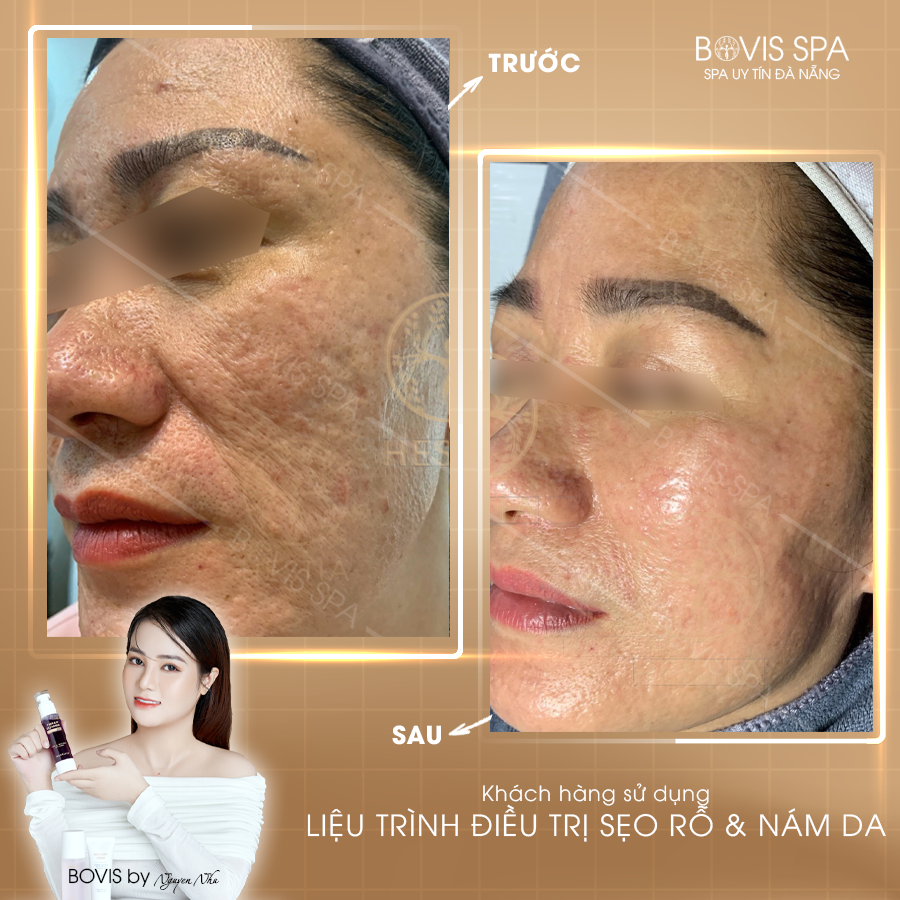 TRƯỚC
BOVIS SPA
SPA UY TÍN ĐÀ NẴNG
SAU
Khách hàng sử dụng
LIỆU TRÌNH ĐIỀU TRỊ SẸO RỖ & NÁM DA
BOVIS by Nguyen Nhu